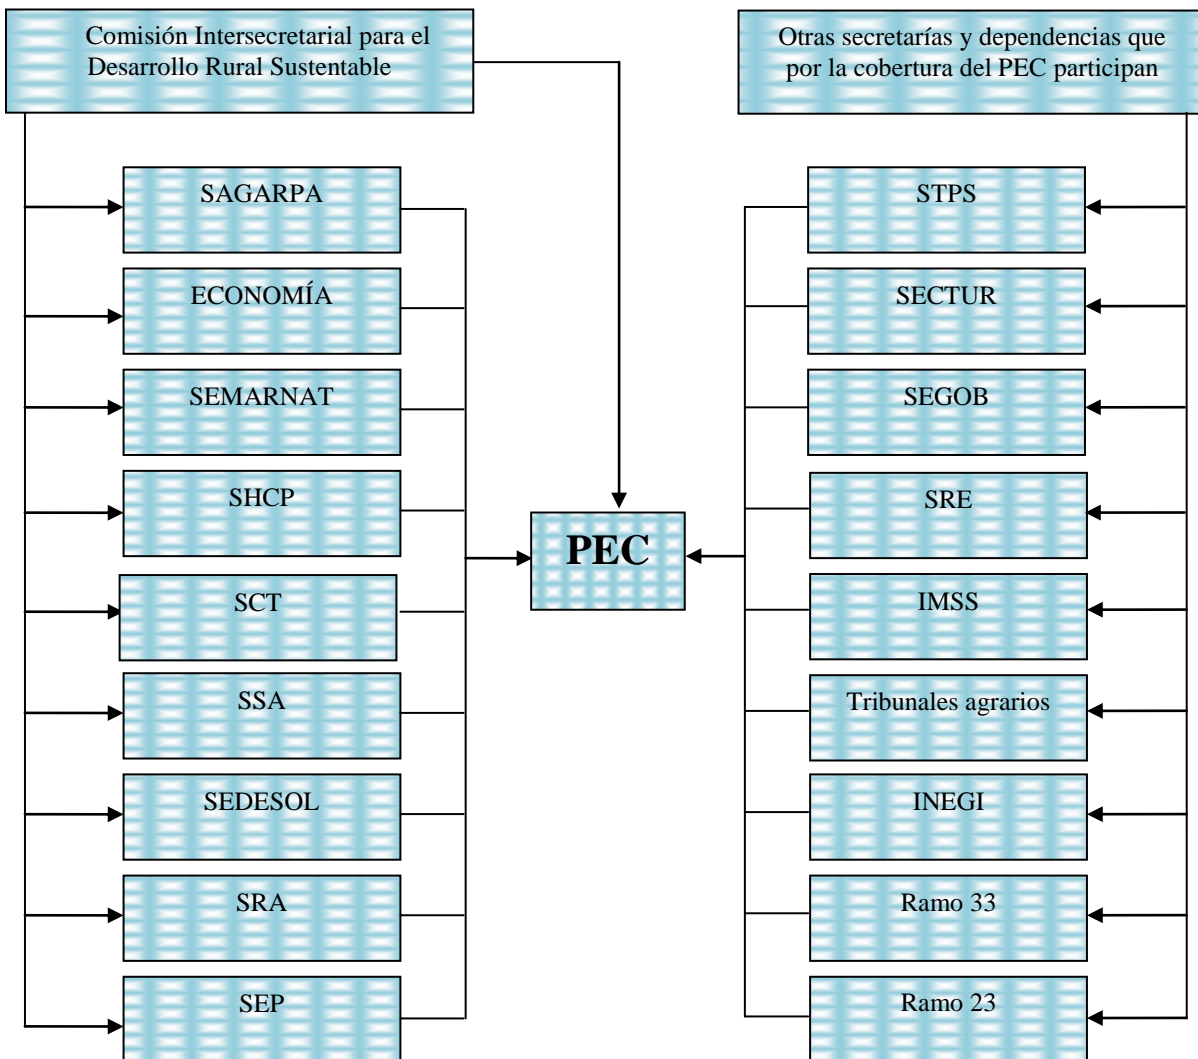 Comisión Intersecretarial para el
Desarrollo Rural Sustentable
SAGARPA
ECONOMÍA
SEMARNAT
SHCP
SCT
SSA
SEDESOL
SRA
SEP
PEC
Otras secretarías y dependencias que
por la cobertura del PEC participan
STPS
SECTUR
SEGOB
SRE
IMSS
Tribunales agrarios
INEGI
Ramo 33
Ramo 23